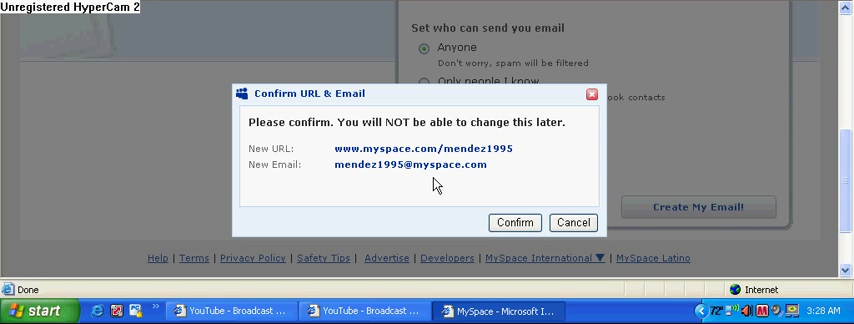 Unregistered HyperCam 2
Set who can send you email
Anyone
Don't worry, spam will be filtered
Only people I know
ook contacts
Confirm URL & Email
Please confirm. You will NOT be able to change this later.
New URL: www.myspace.com/mendez1995
New Email: mendez1995@myspace.com
Confirm Cancel
Create My Email!
Help | Terms | Privacy Policy | Safety Tips | Advertise | Developers | MySpace International ▼ | MySpace Latino
Done Internet
start YouTube - Broadcast ... YouTube - Broadcast ... MySpace - Microsoft I... 3:28 AM